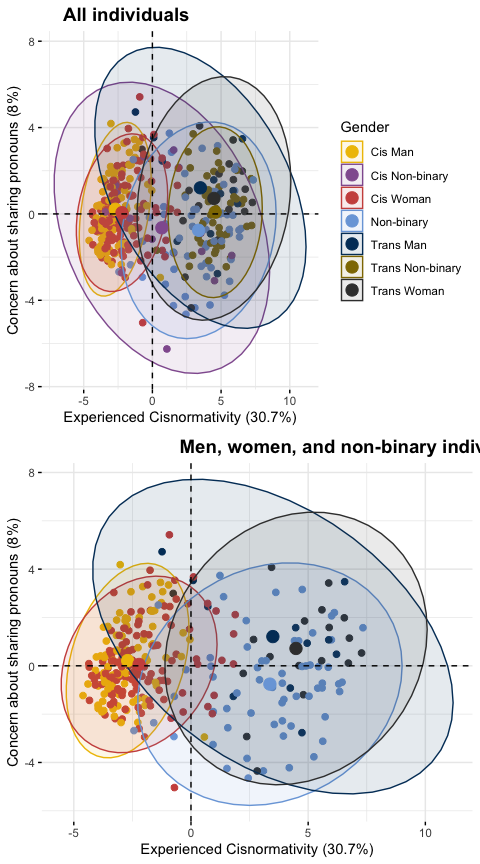 All individuals
Concern about sharing pronouns (8%)
8
4
0
-4
-8
-5
0
5
10
Experienced Cisnormativity (30.7%)
Gender
Cis Man
Cis Non-binary
Cis Woman
Non-binary
Trans Man
Trans Non-binary
Trans Woman
Men, women, and non-binary indiv
Concern about sharing pronouns (8%)
8
4
0
-4
-5
0
5
10
Experienced Cisnormativity (30.7%)